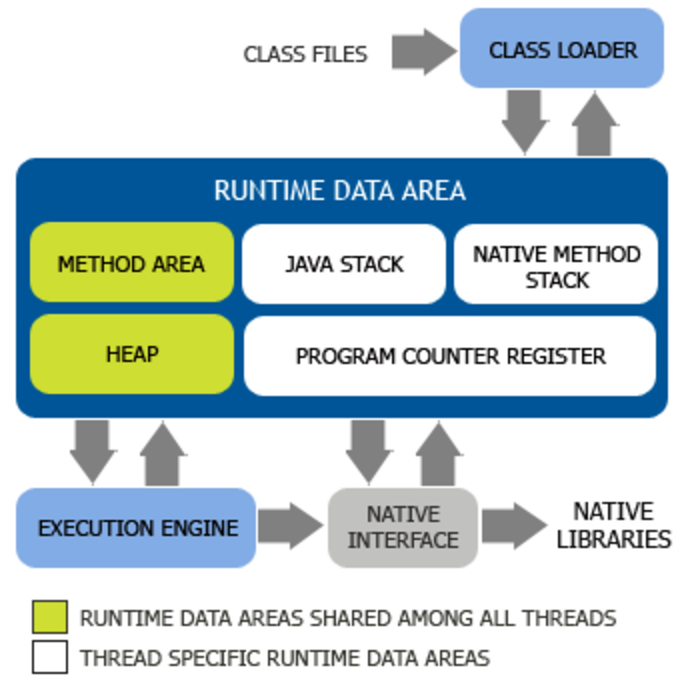 CLASS FILES
CLASS LOADER
RUNTIME DATA AREA
METHOD AREA
JAVA STACK
NATIVE METHOD
STACK
HEAP
PROGRAM COUNTER REGISTER
EXECUTION ENGINE
NATIVE
INTERFACE
NATIVE
LIBRARIES
RUNTIME DATA AREAS SHARED AMONG ALL THREADS
THREAD SPECIFIC RUNTIME DATA AREAS